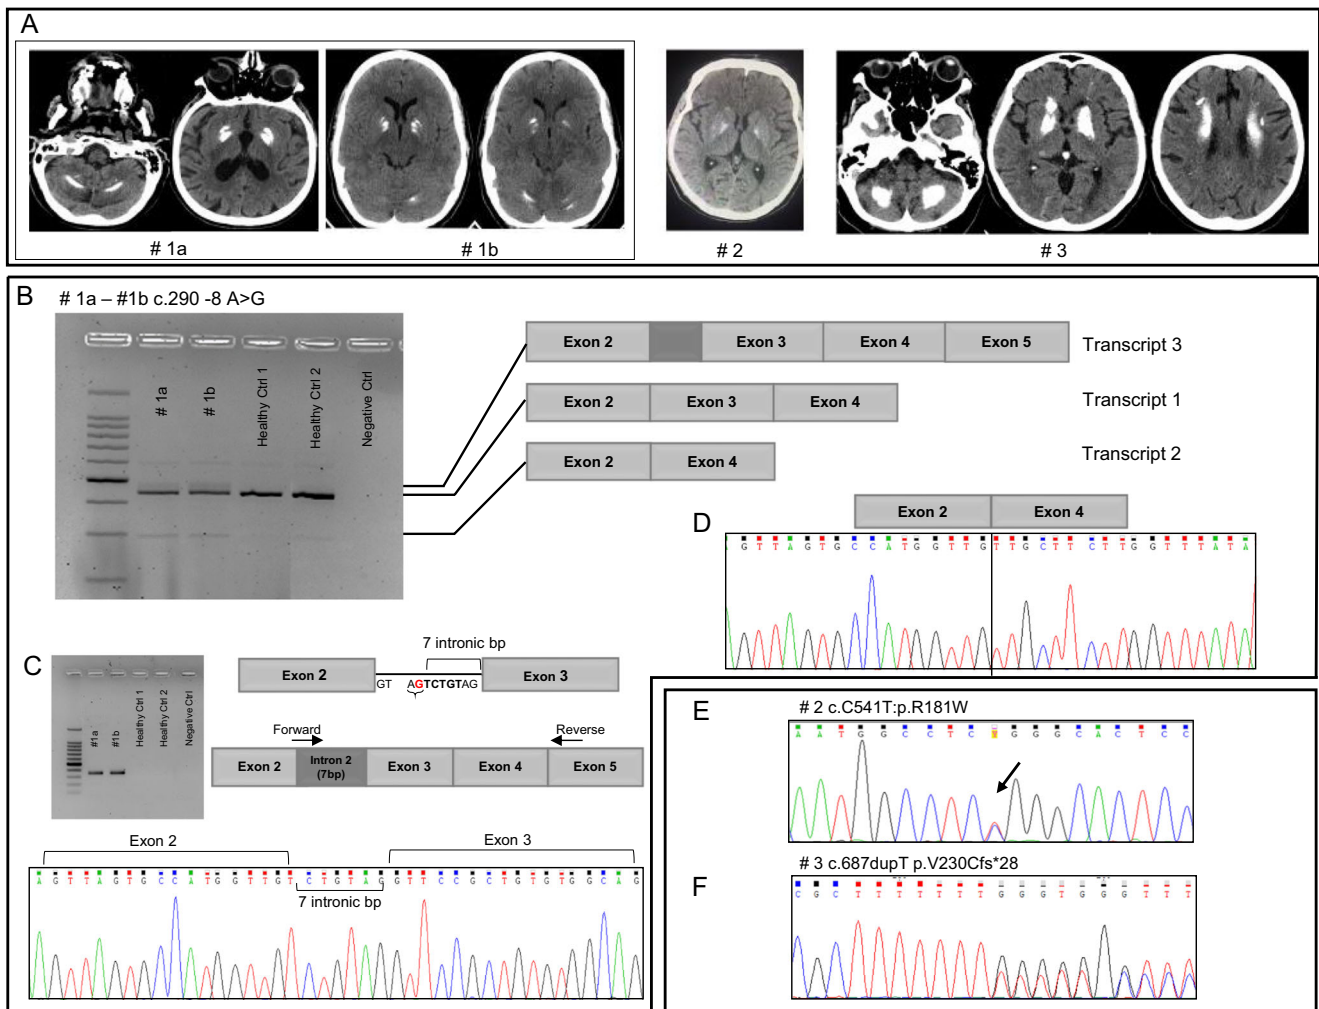 A
# 1a
# 1b
# 2
# 3
B
# 1a – #1b c.290 -8 A>G
# 1a
# 1b
Healthy Ctrl 1
Healthy Ctrl 2
Negative Ctrl
Exon 2 Exon 3 Exon 4 Exon 5
Transcript 3
Exon 2 Exon 3 Exon 4
Transcript 1
Exon 2 Exon 4
Transcript 2
D
Exon 2 Exon 4
G T T A G T G C C A T G G T T G T T G C T T C T T G G T T T A T A
C
#1a
#1b
Healthy Ctrl 1
Healthy Ctrl 2
Negative Ctrl
7 intronic bp
Exon 2
GT AGTCTGTAG
Exon 3
Forward
Reverse
Exon 2 Intron 2 (7bp) Exon 3 Exon 4 Exon 5
Exon 2
Exon 3
A G T T A G T G C C A T G G T T G T C T G T A G G T T C C G C T G T G T G G C A G
7 intronic bp
E
# 2 c.C541T:p.R181W
A A T G G C C T C Y G G G C A C T C C
# 3 c.687dupT p.V230Cfs*28
F
C G C T T T T T T T G G G T G G T T T